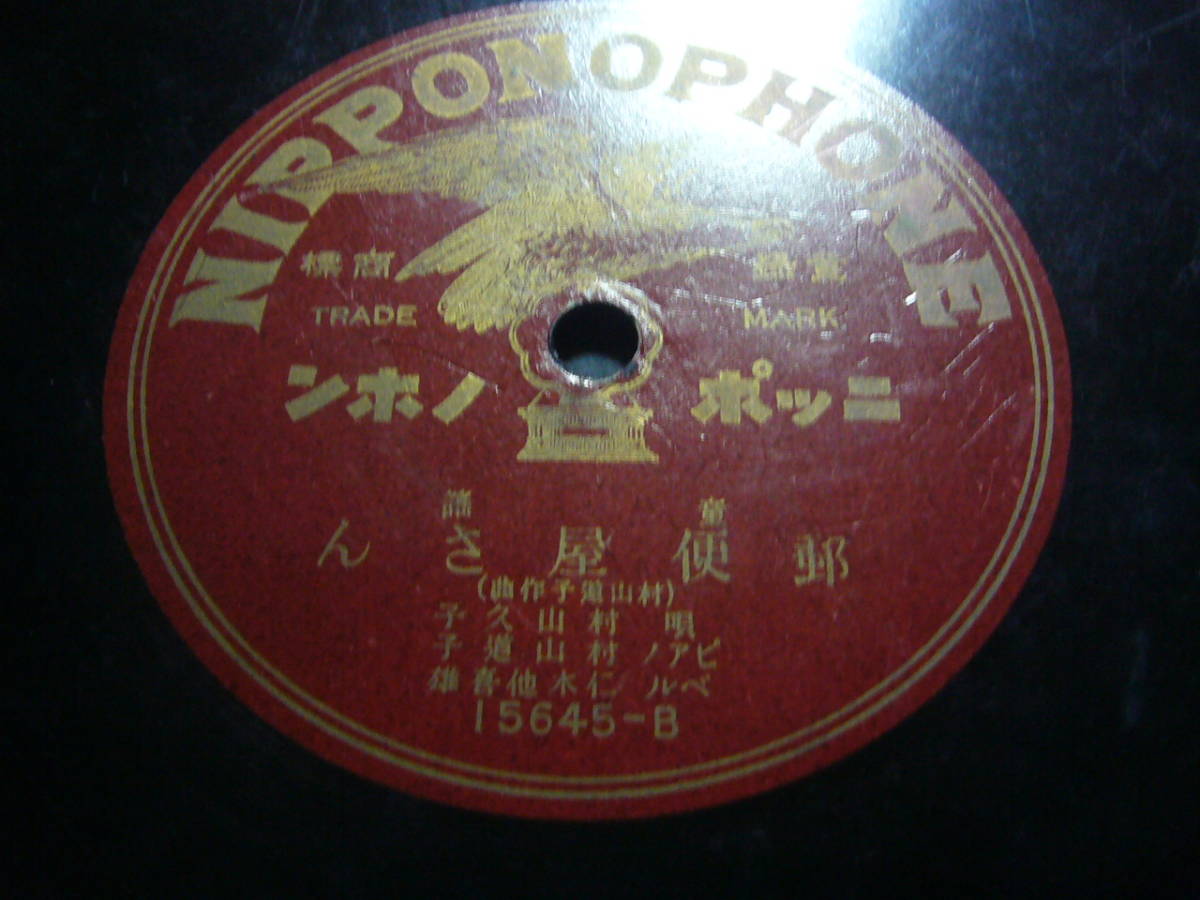 NIPPONOPHONE
登録商標
TRADE MARK
ニッポノホン
童謠
郵便屋さん
(村山道子作曲)
唄 村山久子
ピアノ 村山道子
ベル 仁木他喜雄
15645-B